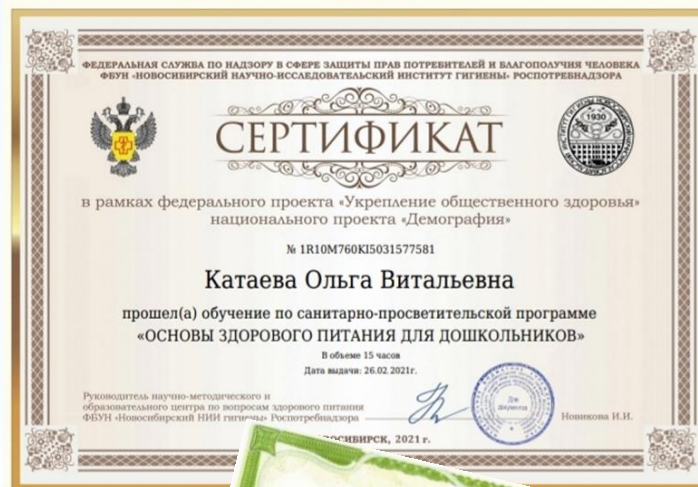 ФЕДЕРАЛЬНАЯ СЛУЖБА ПО НАДЗОРУ В СФЕРЕ ЗАЩИТЫ ПРАВ ПОТРЕБИТЕЛЕЙ И БЛАГОПОЛУЧИЯ ЧЕЛОВЕКА
ФБУН «НОВОСИБИРСКИЙ НАУЧНО-ИССЛЕДОВАТЕЛЬСКИЙ ИНСТИТУТ ГИГИЕНЫ» РОСПОТРЕБНАДЗОРА
1930
СЕРТИФИКАТ
в рамках федерального проекта «Укрепление общественного здоровья»
национального проекта «Демография»
№ 1R10M760KI5031577581
Катаева Ольга Витальевна
прошел(а) обучение по санитарно-просветительской программе
«ОСНОВЫ ЗДОРОВОГО ПИТАНИЯ ДЛЯ ДОШКОЛЬНИКОВ»
В объеме 15 часов
Дата выдачи: 26.02.2021г.
Руководитель научно-методического и
образовательного центра по вопросам здорового питания
ФБУН «Новосибирский НИИ гигиены» Роспотребнадзора
Для
документов
Новикова И.И.
ОСИБИРСК, 2021 г.